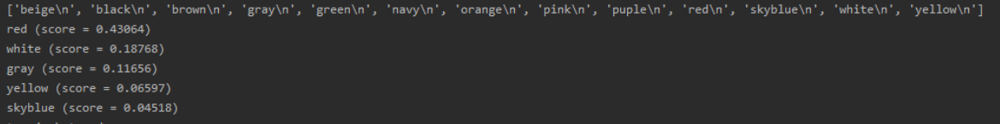 ['beige\n', 'black\n', 'brown\n', 'gray\n', 'green\n', 'navy\n', 'orange\n', 'pink\n', 'puple\n', 'red\n', 'skyblue\n', 'white\n', 'yellow\n']
red (score = 0.43064)
white (score = 0.18768)
gray (score = 0.11656)
yellow (score = 0.06597)
skyblue (score = 0.04518)